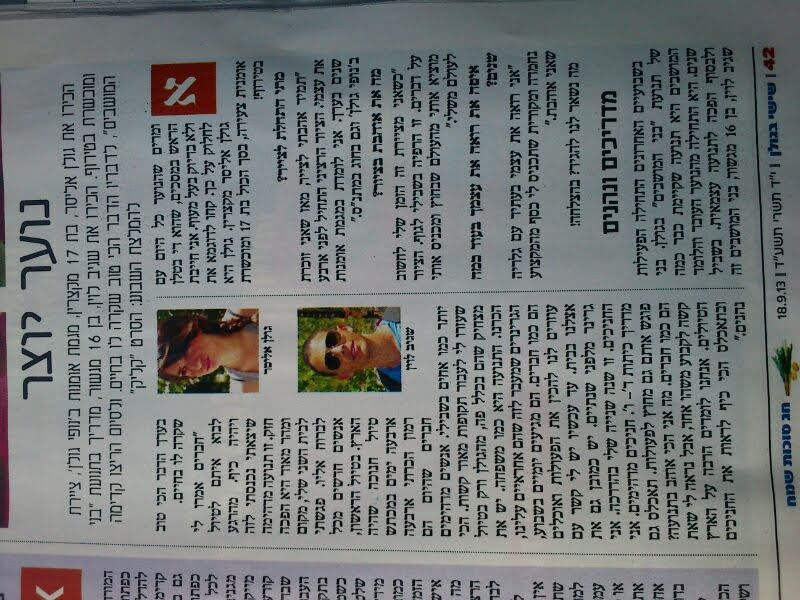 נוער יוצר
הכירו את גולן אליסר, בת 17 מקצרין, מגמת אומנות ב'נופי גולן', ציירת
ומוכשרת בטירוף. הכירו את שגיב לוין, בן 16 מגשור, מדריך בתנועת "בני
המושבים", לדבריו הדבר הכי טוב שקרה לו בחיים. ולסיום הריצו קדימה
להמלצת השבוע: הסרט "קליק"
א
ומרים שהנוער כל היום עם
הראש במסכים, שהוא די בטלן
ולא בדיוק בעל מעוף. אני חייבת
לחלוק על כך. קחו לדוגמא את
גולן אליסר מקצרין. גולן היא
אומנית צעירה, בסך הכול בת 17 ומוכשרת
בטירוף!
מתי התחלת לצייר?
"תמיד אהבתי לצייר, מאז שאני זוכרת
את עצמי. הציור הרציני התחיל לפני ארבע
שנים בערך. אני לומדת במגמת אומנות
ב'נופי גולן' וגם בחוג במתנ"ס."
מה את אוהבת בציור?
"כשאני מציירת זה הזמן שלי לחשוב
על דברים. זו תרפיה בשבילי לגוף. הציור
מוציא אותי מהעולם שבחוץ ומכניס אותי
לעולם משלי."
איפה את רואה את עצמך בעוד כמה
שנים?
"אני רואה את עצמי בעתיד עם גלריה
נחמדה ומקורית שתכניס לי כסף מהמקצוע
שאני אוהבת."
מה נשאר לנו להגיד? בהצלחה!
מדריכים ונהנים
בשבועיים האחרונים התחילה הפעילות
של תנועת "בני המושבים" בגולן. בני
המושבים היא תנועה שקיימת כבר כמה
שנים. היא התחילה מהנוער העובד והלומד
ולבסוף הפכה לתנועה עצמאית. בשביל
שגיב לוין, בן 16 מגשור, בני המושבים זה
גולן אליסר
שגיב לוין
בערך הדבר הכי טוב
שקרה לו בחיים.
"חברים אמרו לי
לבוא איתם לטיול
ויהיה כיף. מהרגע
שיצאתי נכנסתי לזה
חזק. זו תנועה מדהימה
ומהר מאוד היא הפכה
לבית השני שלי, מקום
לברוח אליו. פגשתי
אנשים חדשים מכל
הארץ. בטיול הראשון,
טיול חנוכה שהיה
ארבעה ימים במכתש
רמון הכרתי ארבעה
חברים שהיום הם
יותר כמו אחים בשבילי. אנשים מדהימים
שעזרו לי לעבור תקופות מאוד קשות. הכי
מצחיק שהם בכלל פה, מהגולן ורק בטיול
הכרנו. התנועה היא כמו משפחה. יש את
הגרינרים שמעבר לזה שהם אחראיים עלינו,
הם כמו חברים. הם מגיעים יומיים בשבוע,
עוזרים לנו להכין את הפעולות ואוכלים
אצלנו בבית. עד עכשיו יש לי קשר עם
גרינר מלפני שנתיים. יש כמובן גם את
החניכים. זו שנה שנייה שלי בהדרכה. אני
מדריך כיתות ד'–ו'. חניכים מדהימים. אני
פוגש אותם גם מחוץ לפעולות. תאכלס גם
הם כמו חברים. מה אני הכי אוהב בתנועה?
קשה לקבוע משהו אחד, אבל נראה לי שאת
הטיולים. אנחנו לומדים הרבה על הארץ
ובתאכלס הכי כיף לראות את החניכים
נהנים."
42 | שישי בגולן | י"ד תשרי תשע"ד | 18.9.13 חג סוכות שמח